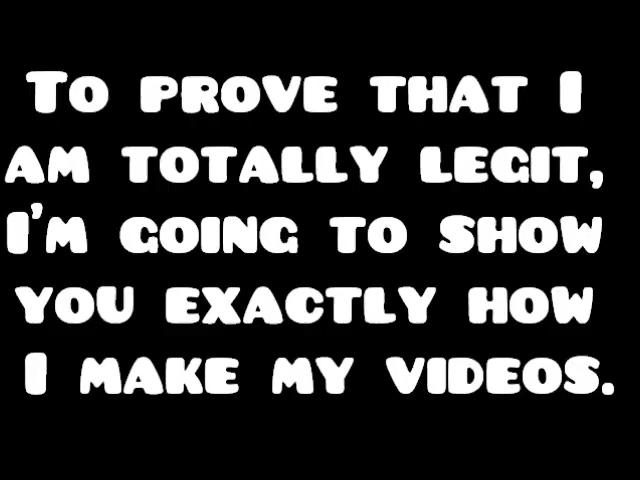 To prove that I
am totally legit,
I'm going to show
you exactly how
I make my videos.